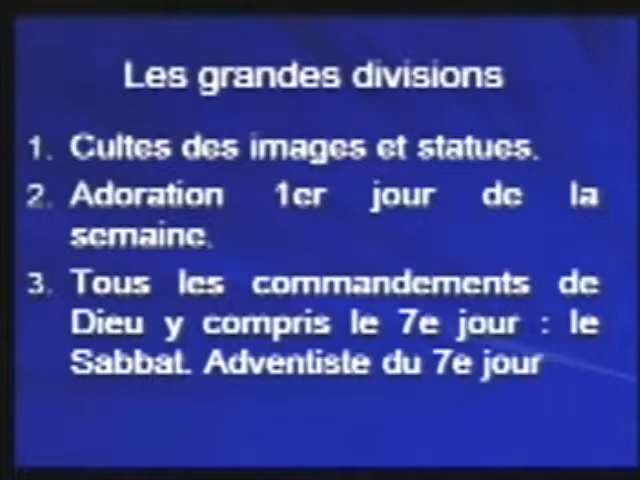 Les grandes divisions
1. Cultes des images et statues.
2. Adoration 1er jour de la
semaine.
3. Tous les commandements de
Dieu y compris le 7e jour : le
Sabbat. Adventiste du 7e jour